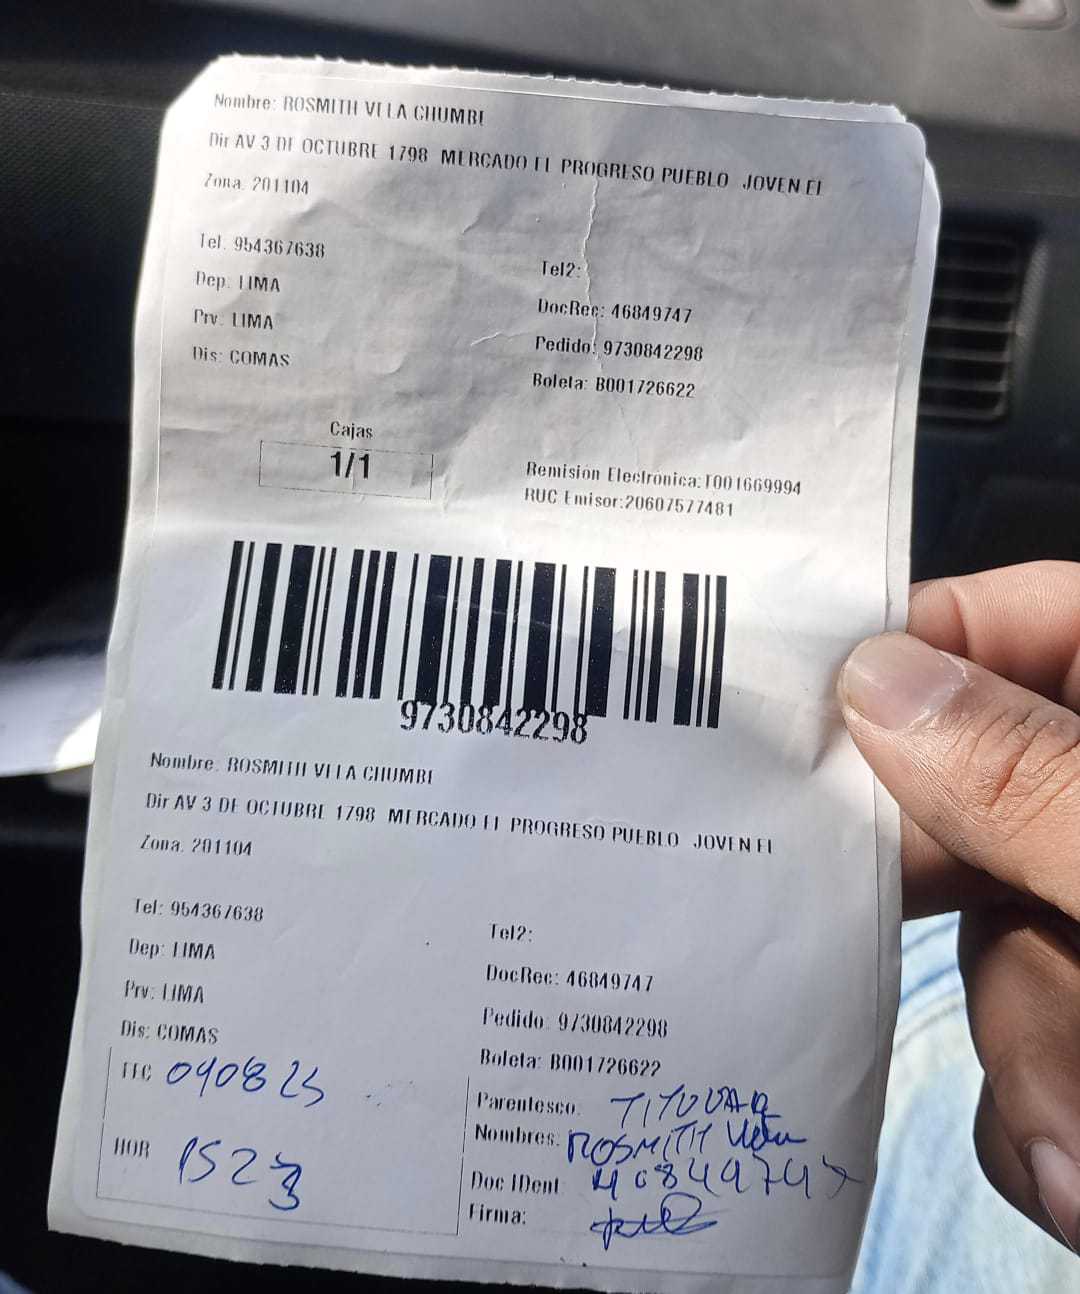 Nombre: ROSMITH VELA CHUMBE
Dir AV 3 DE OCTUBRE 1798 MERCADO EL PROGRESO PUEBLO JOVEN EL
Zona: 201104
Tel: 954367638
Tel2:
Dep: LIMA
DocRec: 46849747
Prv: LIMA
Pedido: 9730842298
Dis: COMAS
Boleta: B001726622
Cajas
1/1
Remisión Electrónica:T001669994
RUC Emisor:20607577481
9730842298
Nombre: ROSMITH VELA CHUMBE
Dir AV 3 DE OCTUBRE 1798 MERCADO EL PROGRESO PUEBLO JOVEN EL
Zona: 201104
Tel: 954367638
Tel2:
Dep: LIMA
DocRec: 46849747
Prv: LIMA
Pedido: 9730842298
Dis: COMAS
Boleta: B001726622
FEC 040825
Parentesco: TITULAR
Nombres: ROSMITH Vela
HOR 1523
Doc IDent: 46849747
Firma: